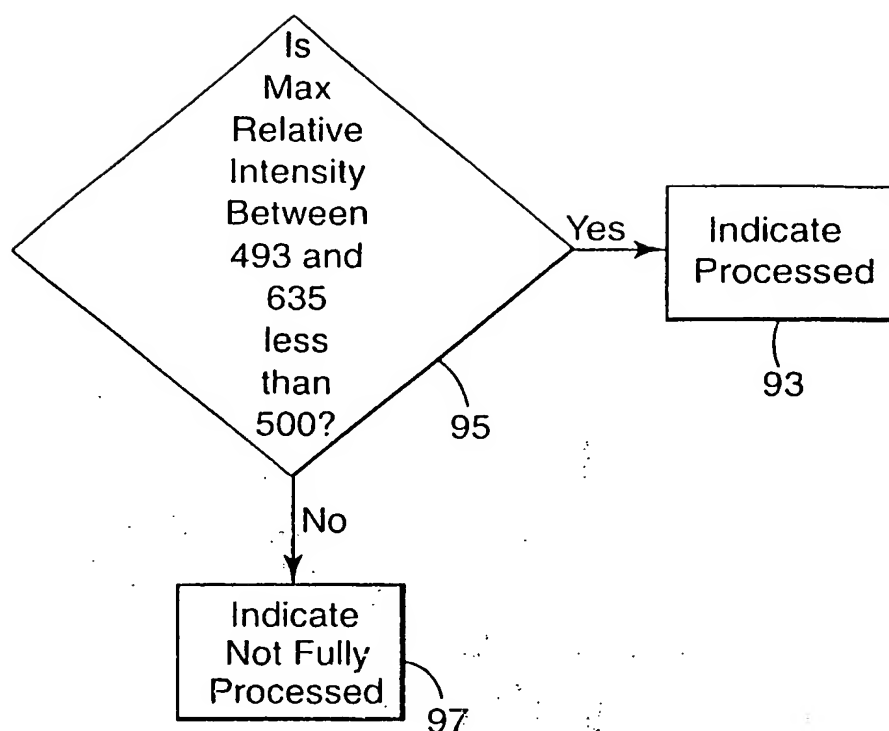 Is
Max
Relative
Intensity
Between
493 and
635
less
than
500?
Yes
Indicate
Processed
93
95
No
Indicate
Not Fully
Processed
97